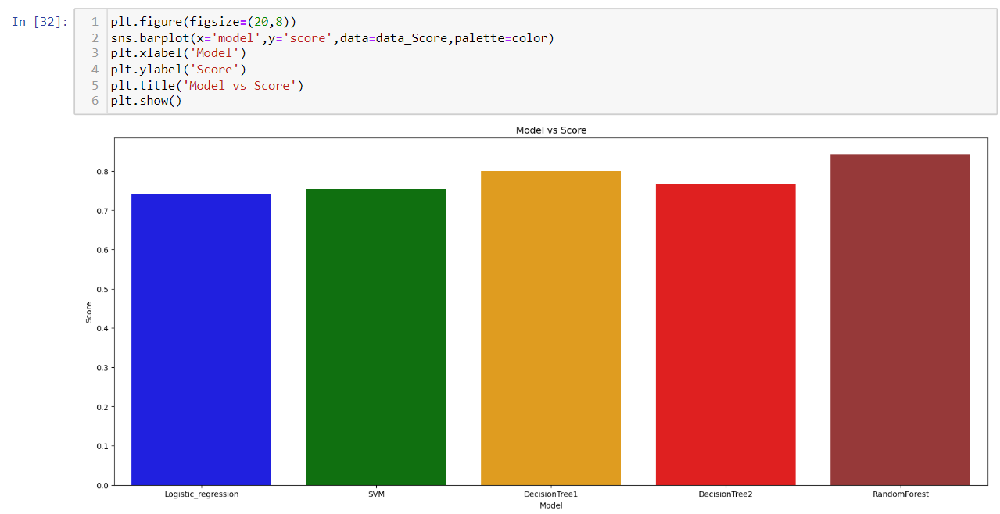 In [32]:
1 plt.figure(figsize=(20,8))
2 sns.barplot(x='model',y='score',data=data_Score,palette=color)
3 plt.xlabel('Model')
4 plt.ylabel('Score')
5 plt.title('Model vs Score')
6 plt.show()
Model vs Score
0.8
0.7
0.6
0.5
0.4
0.3
0.2
0.1
0.0
Score
Logistic_regression SVM DecisionTree1 DecisionTree2 RandomForest
Model